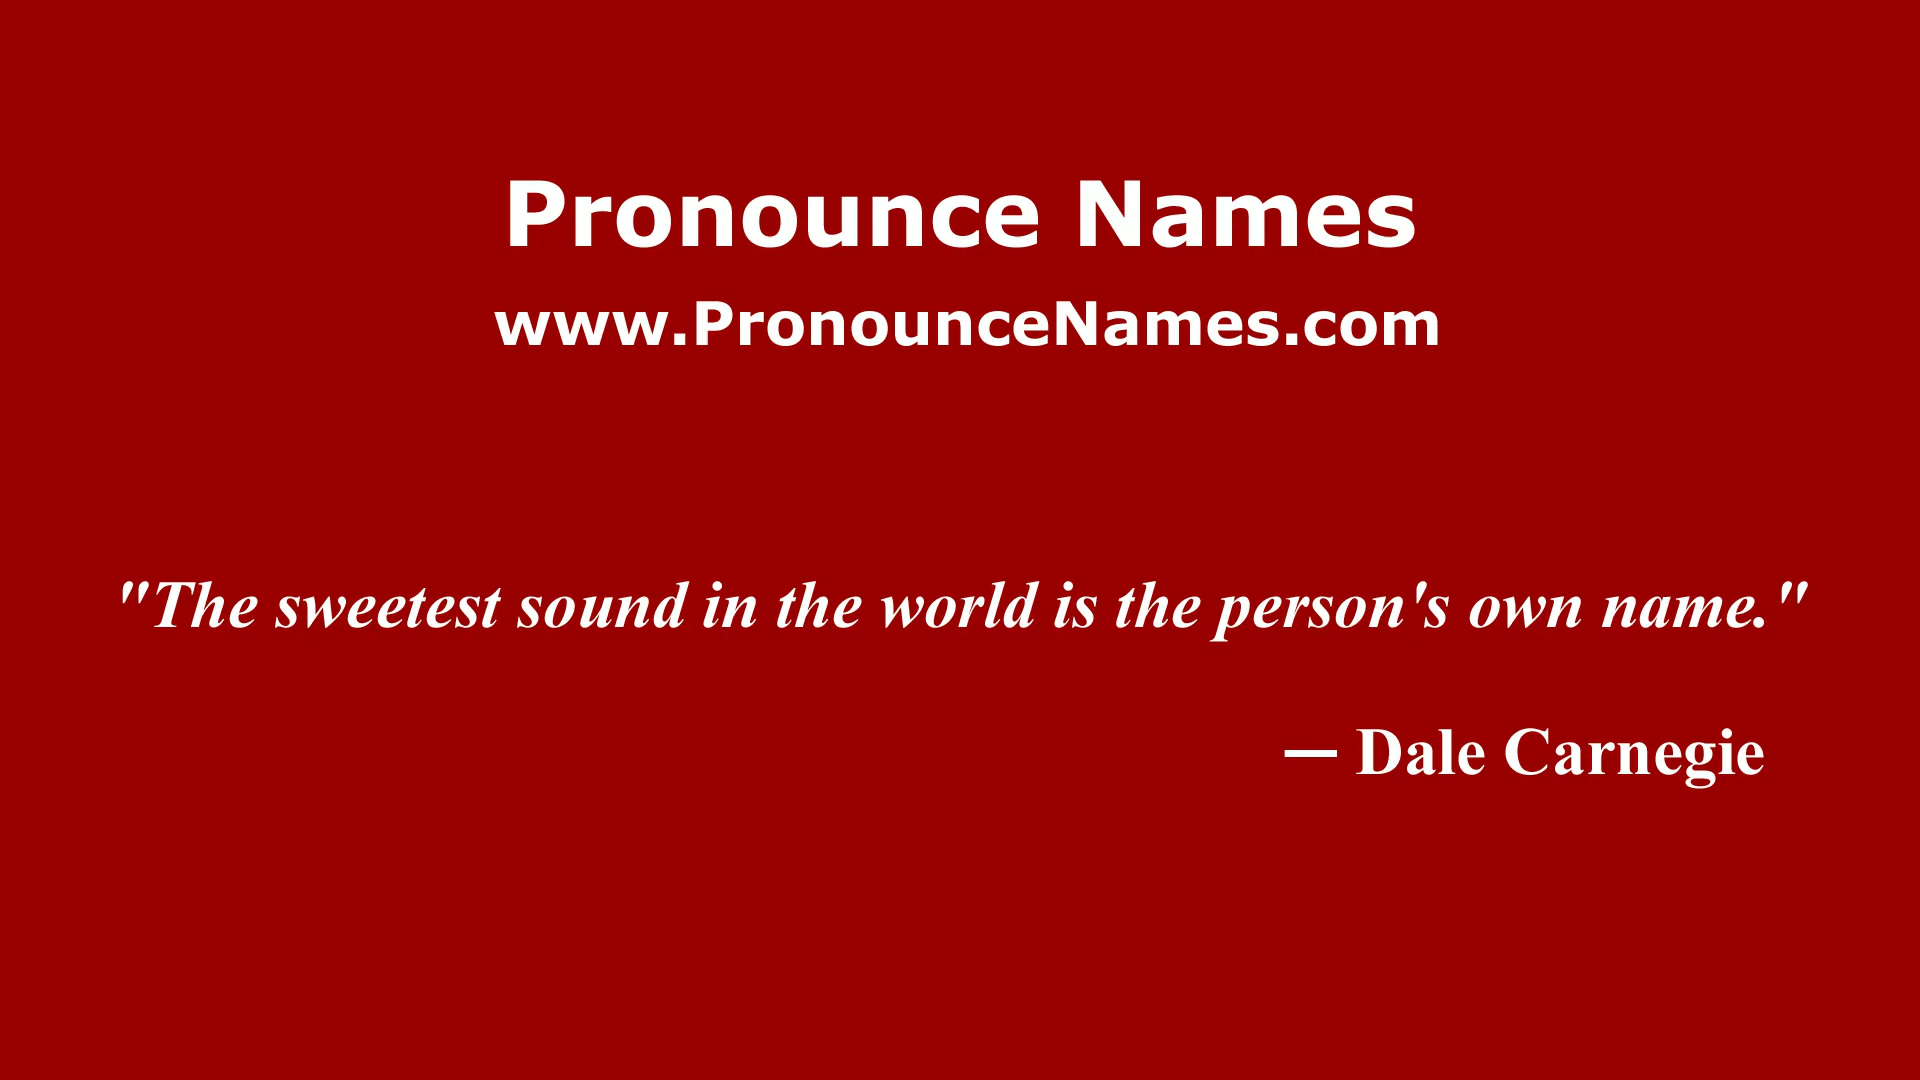 Pronounce Names
www.PronounceNames.com
"The sweetest sound in the world is the person's own name."
— Dale Carnegie